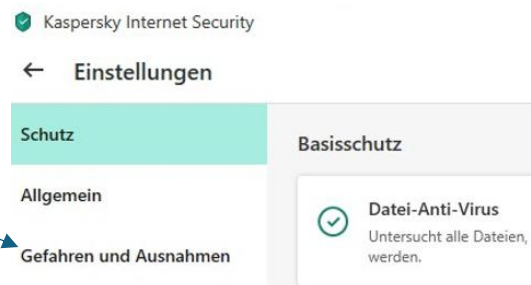 Kaspersky Internet Security
Einstellungen
Schutz
Allgemein
Gefahren und Ausnahmen
Basisschutz
Datei-Anti-Virus
Untersucht alle Dateien,
werden.